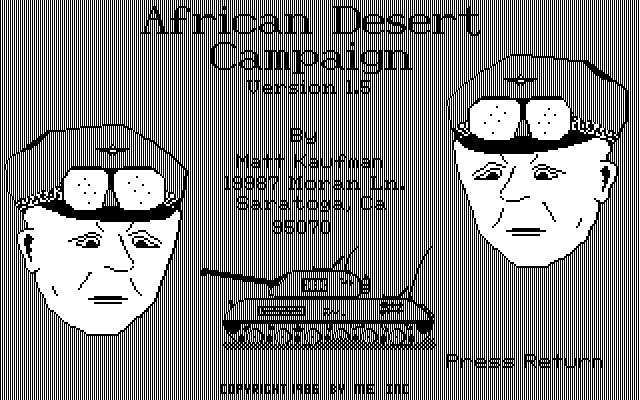 African Desert
Campaign
Version 1.5
By
Matt Kaufman
19987 Moran Ln.
Saratoga, Ca
95070
Press Return
COPYRIGHT 1986 BY ME INC